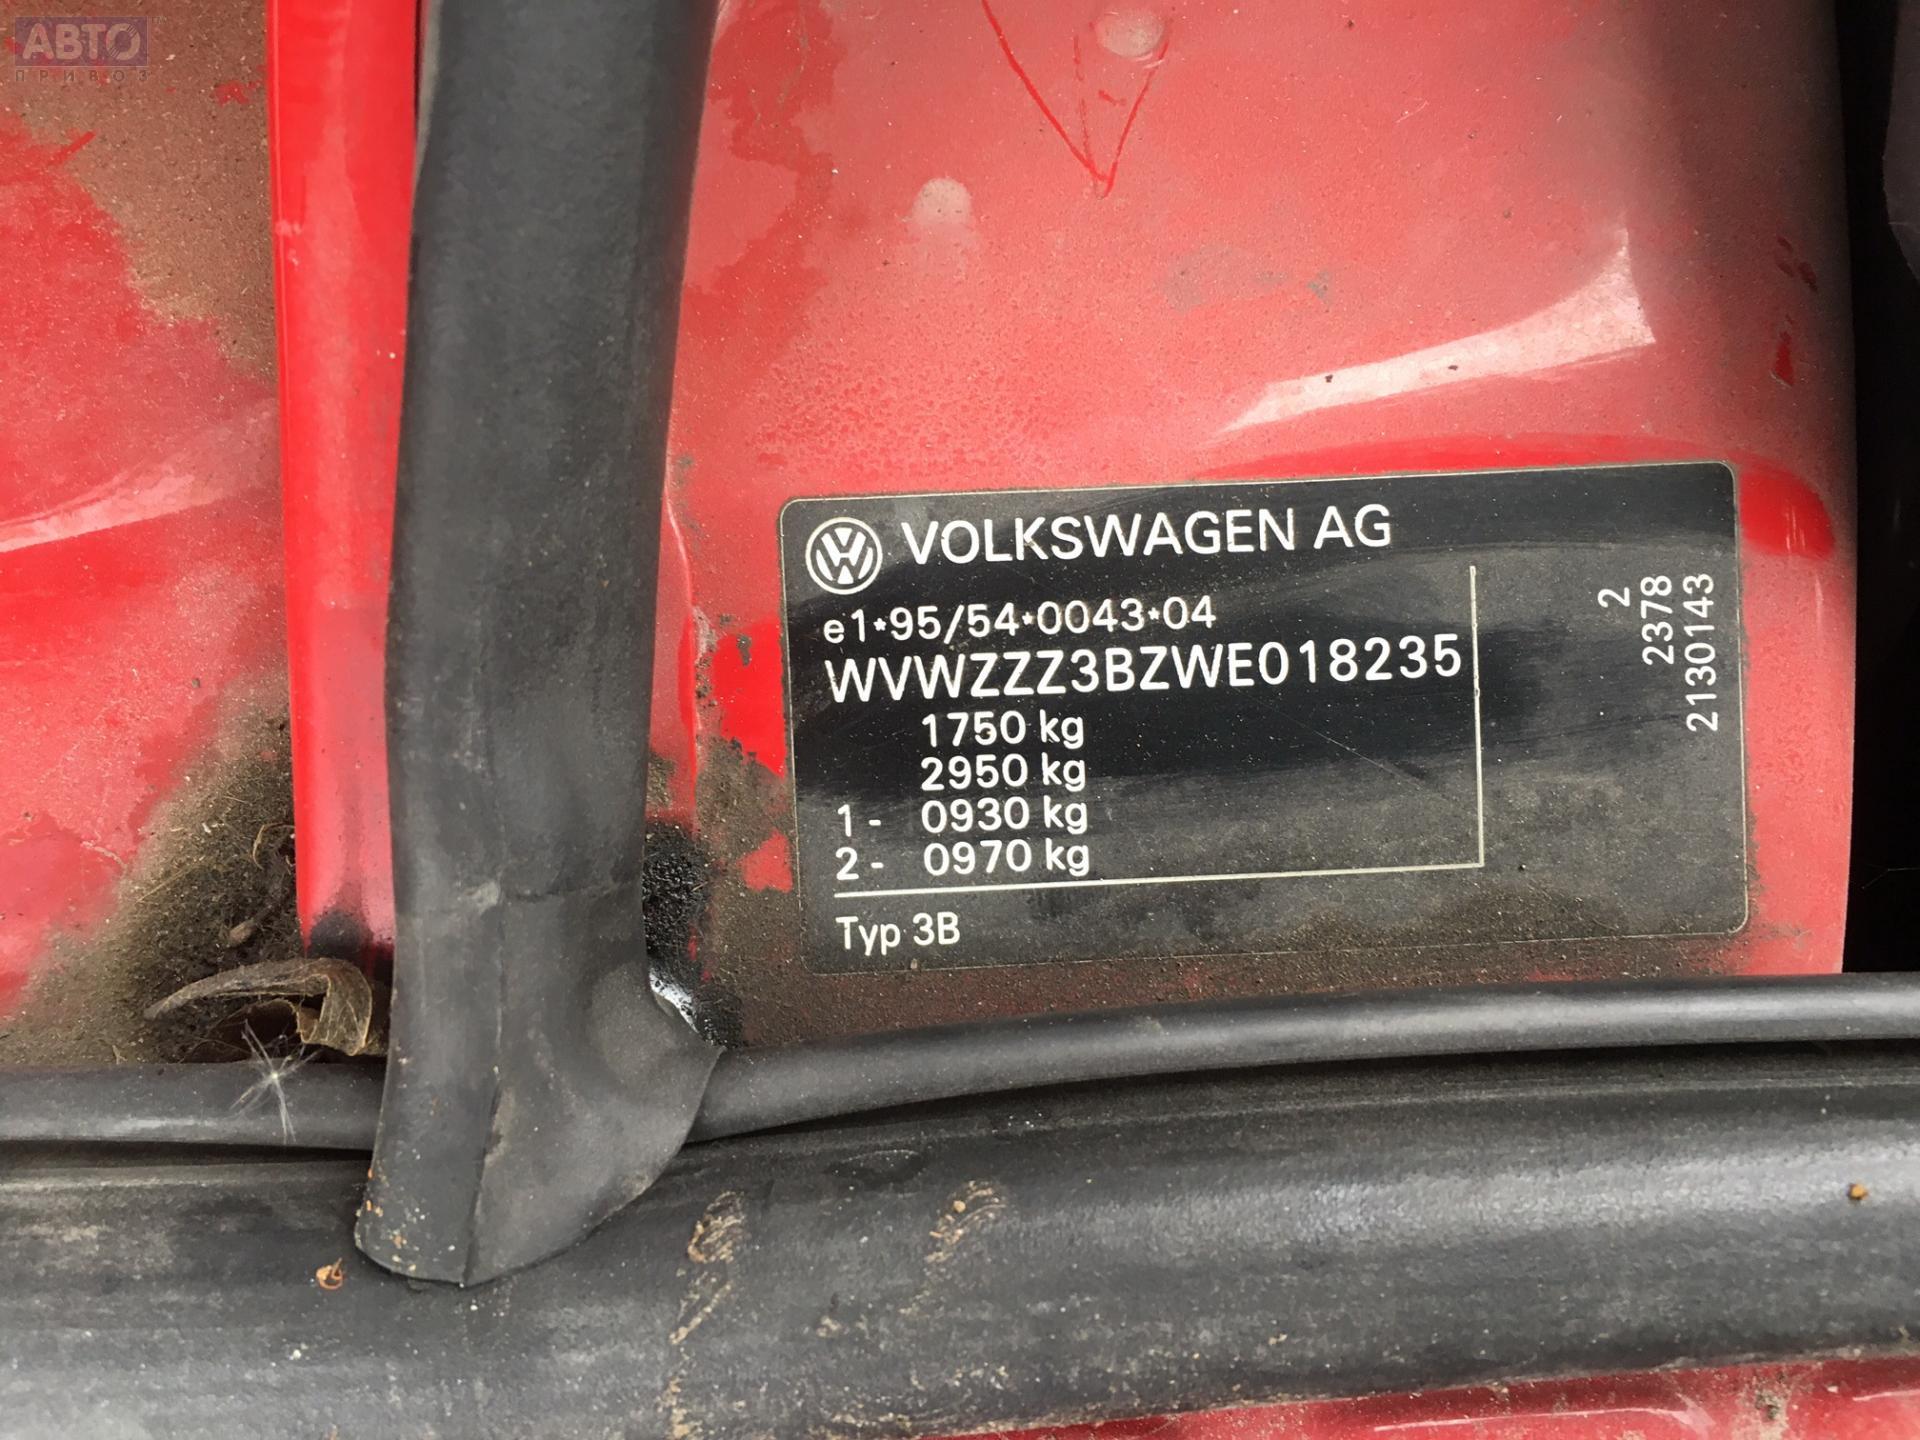 АВТО
ПРИВОЗ
VOLKSWAGEN AG
e1*95/54*0043*04
WVWZZZ3BZWE018235
1750 kg
2950 kg
1- 0930 kg
2- 0970 kg
Typ 3B
2
2378
21301143